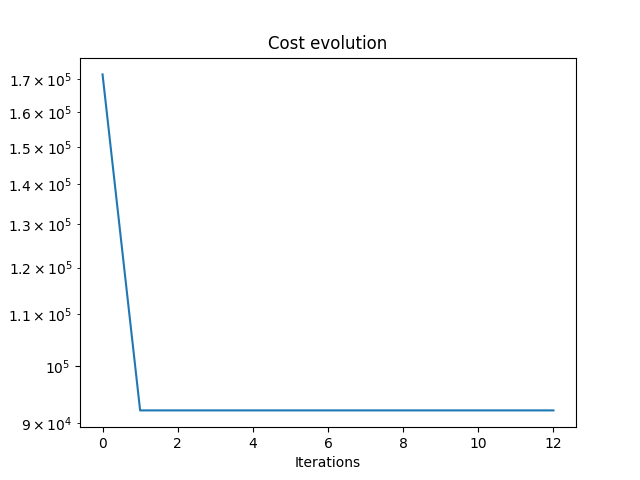 Cost evolution
1.7 × 10⁵
1.6 × 10⁵
1.5 × 10⁵
1.4 × 10⁵
1.3 × 10⁵
1.2 × 10⁵
1.1 × 10⁵
10⁵
9 × 10⁴
0 2 4 6 8 10 12
Iterations